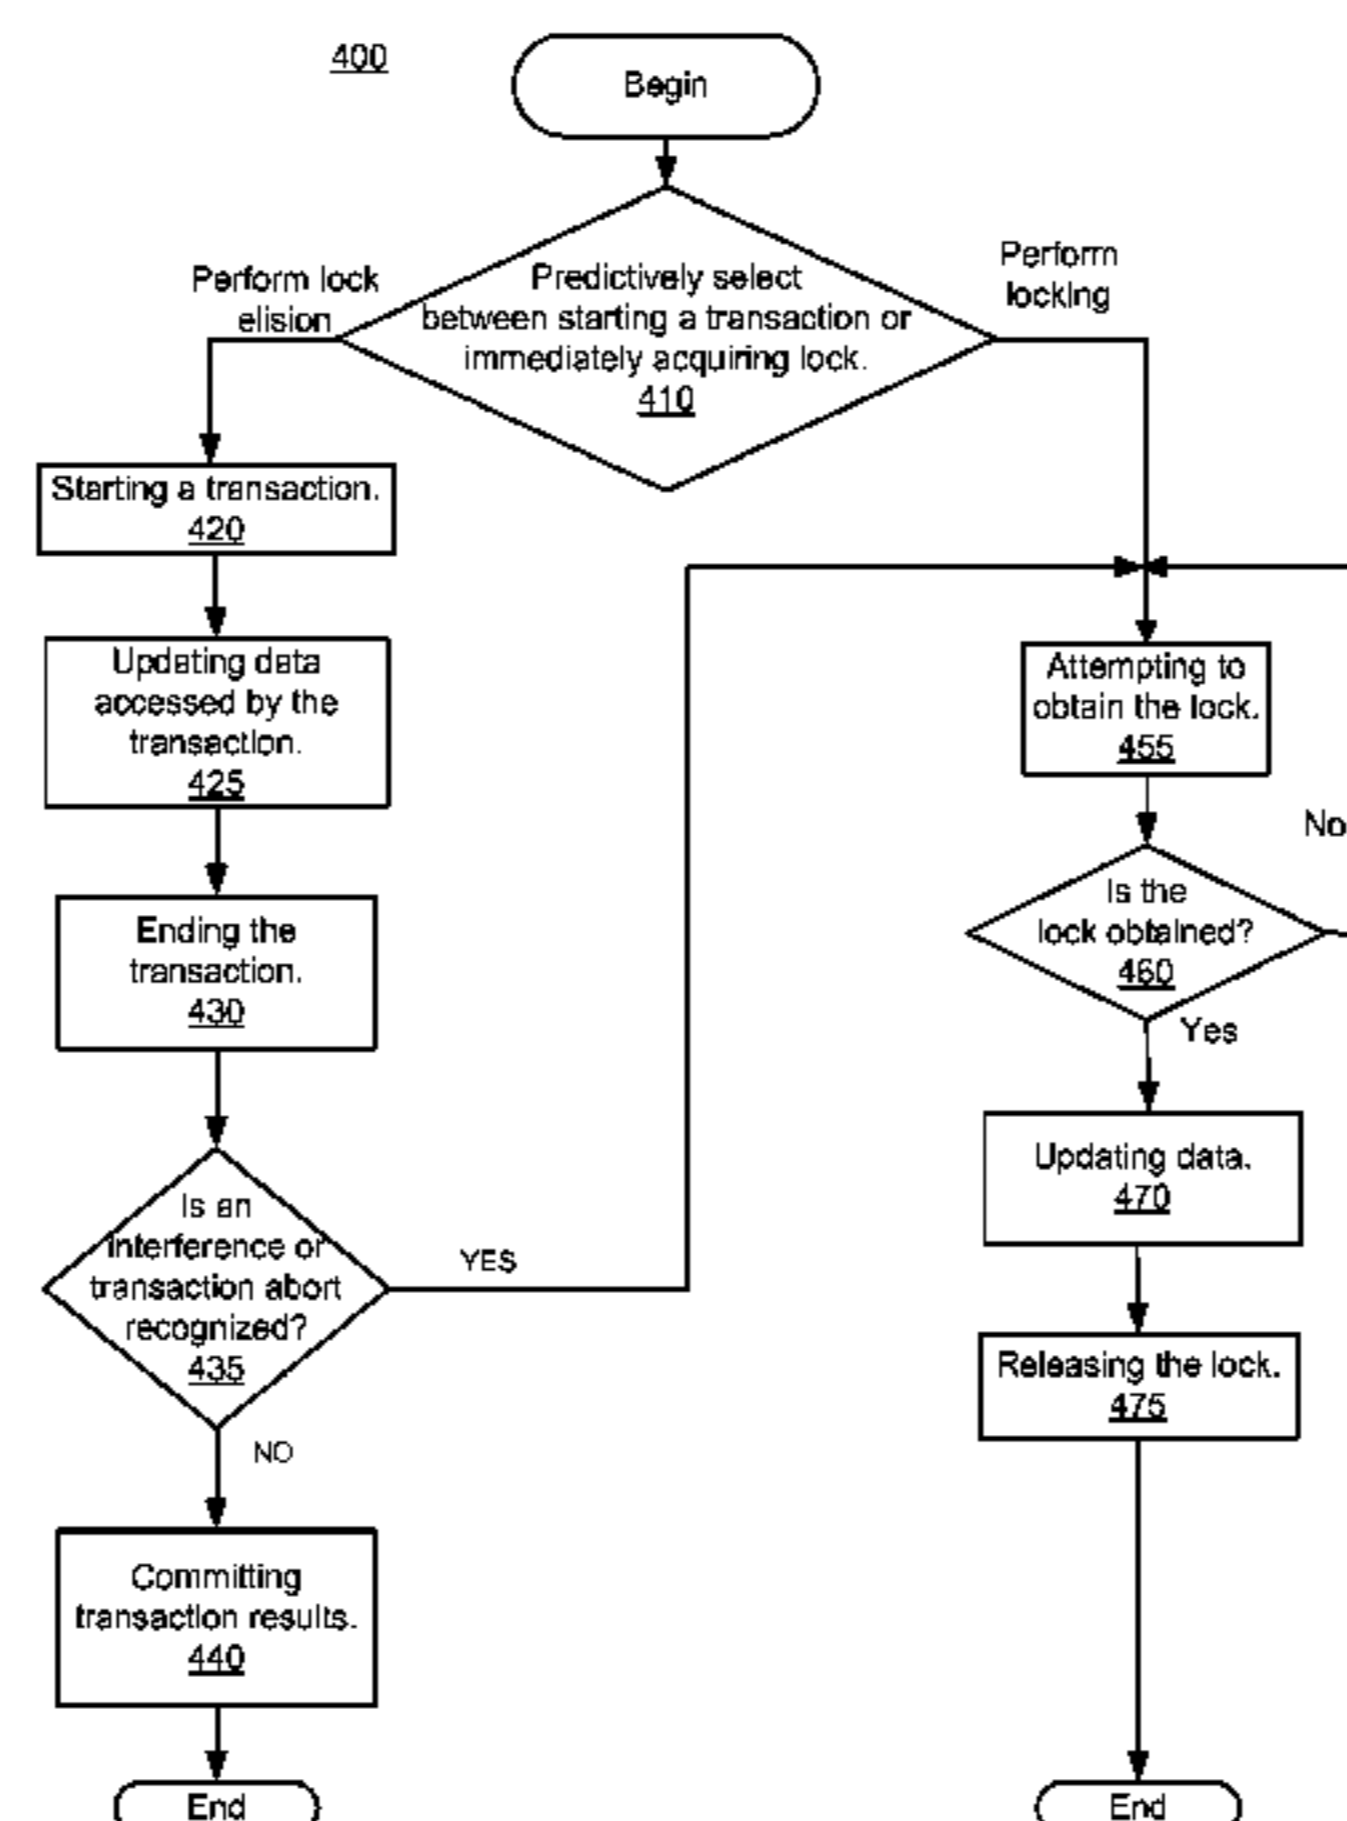 400
Begin
Predictively select
between starting a transaction or
immediately acquiring lock.
410
Perform lock
elision
Perform
locking
Starting a transaction.
420
Updating data
accessed by the
transaction.
425
Ending the
transaction.
430
Is an
interference or
transaction abort
recognized?
435
YES
NO
Committing
transaction results.
440
End
Attempting to
obtain the lock.
455
No
Is the
lock obtained?
460
Yes
Updating data.
470
Releasing the lock.
475
End